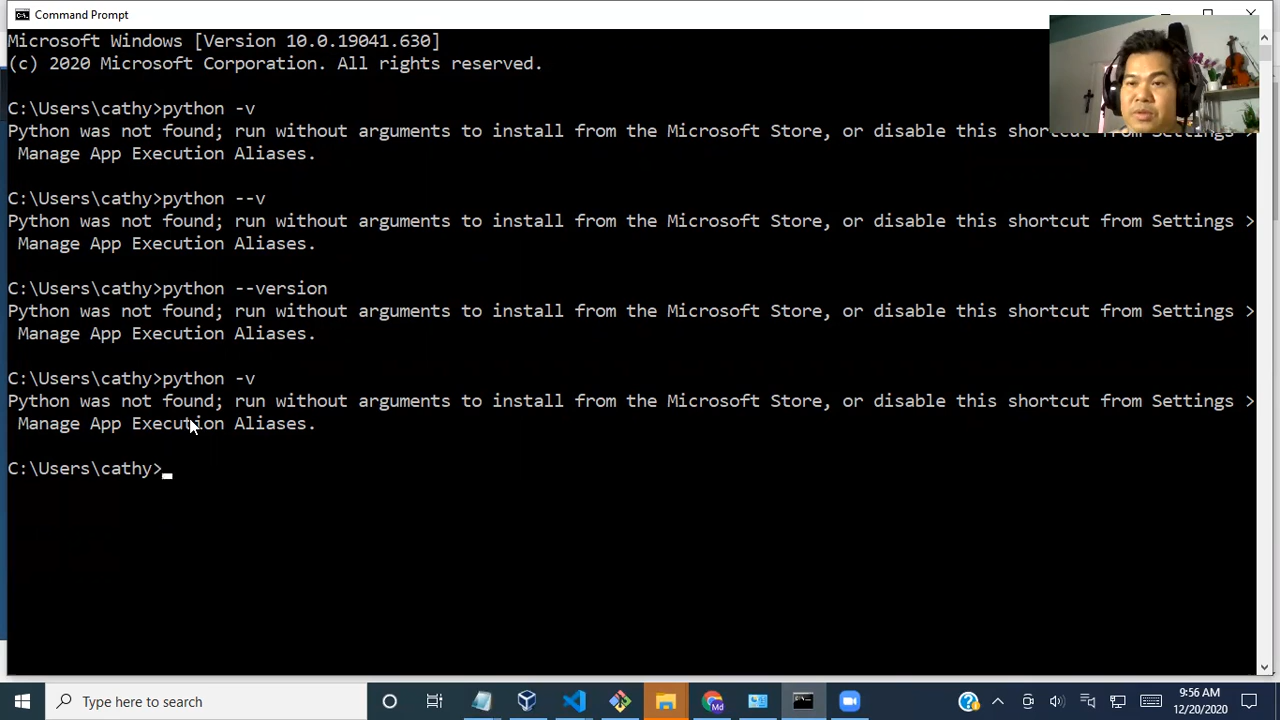 Command Prompt
Microsoft Windows [Version 10.0.19041.630]
(c) 2020 Microsoft Corporation. All rights reserved.
C:\Users\cathy>python -v
Python was not found; run without arguments to install from the Microsoft Store, or disable this shortcut from Settings >
Manage App Execution Aliases.
C:\Users\cathy>python --v
Python was not found; run without arguments to install from the Microsoft Store, or disable this shortcut from Settings >
Manage App Execution Aliases.
C:\Users\cathy>python --version
Python was not found; run without arguments to install from the Microsoft Store, or disable this shortcut from Settings >
Manage App Execution Aliases.
C:\Users\cathy>python -v
Python was not found; run without arguments to install from the Microsoft Store, or disable this shortcut from Settings >
Manage App Execution Aliases.
C:\Users\cathy>
Type here to search
9:56 AM
12/20/2020